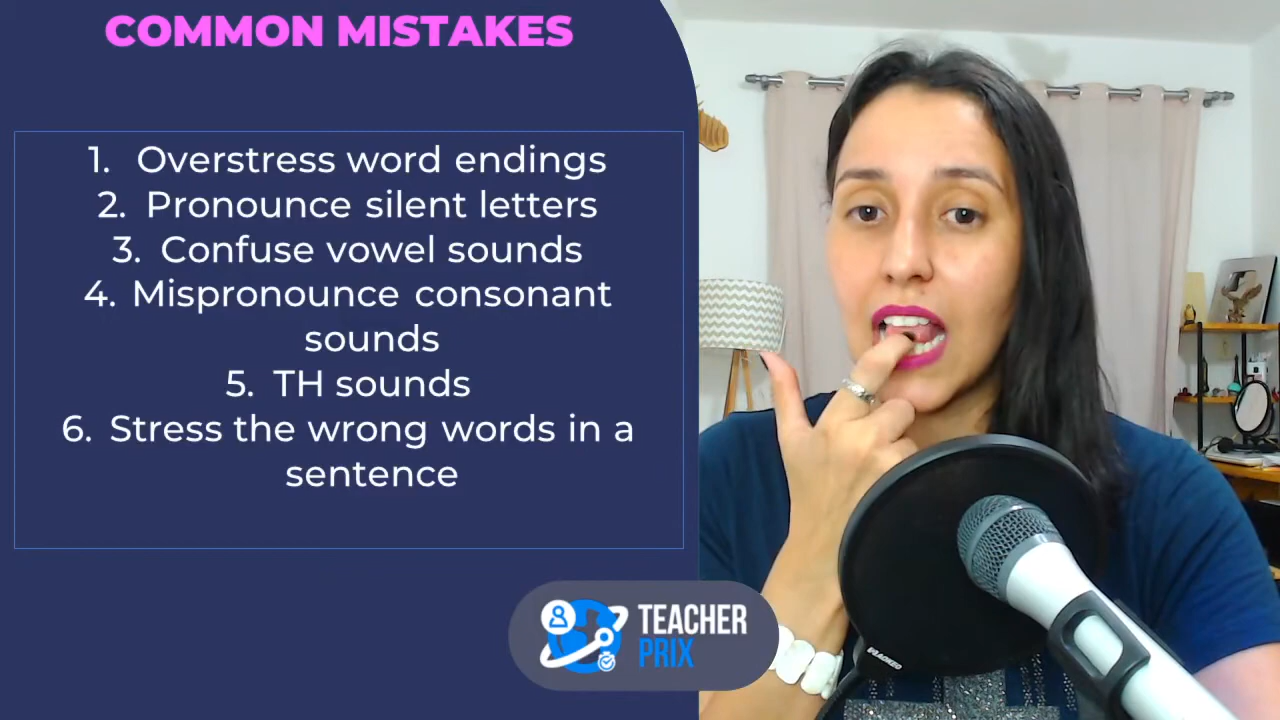 COMMON MISTAKES
1. Overstress word endings
2. Pronounce silent letters
3. Confuse vowel sounds
4. Mispronounce consonant
sounds
5. TH sounds
6. Stress the wrong words in a
sentence
TEACHER
PRIX